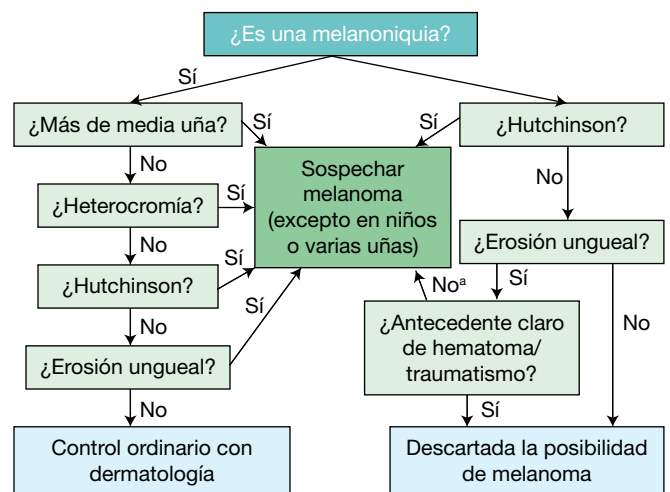 ¿Es una melanoniquia?
Sí
¿Más de media uña?
Sí
Sí
¿Hutchinson?
No
Sospechar
melanoma
(excepto en niños
o varias uñas)
No
¿Heterocromía?
Sí
No
¿Erosión ungueal?
¿Hutchinson?
Sí
Noª
Sí
No
Sí
¿Antecedente claro
de hematoma/
traumatismo?
No
¿Erosión ungueal?
No
Sí
Control ordinario con
dermatología
Descartada la posibilidad
de melanoma